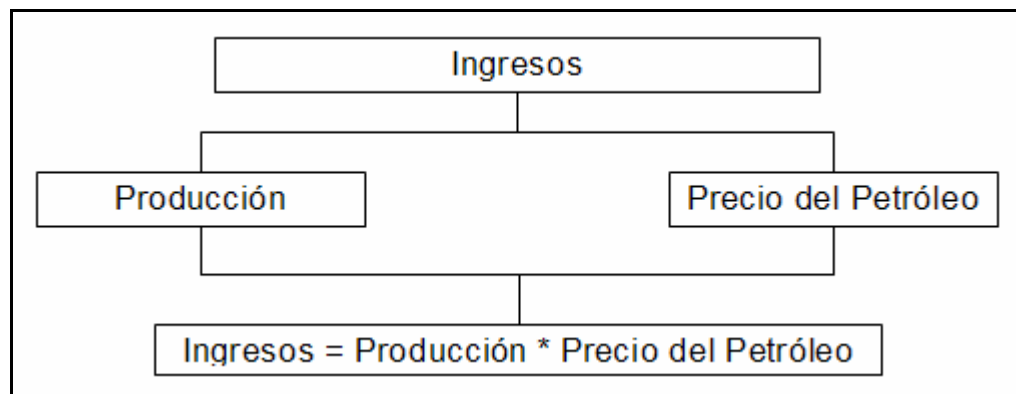 Ingresos
Producción
Precio del Petróleo
Ingresos = Producción * Precio del Petróleo